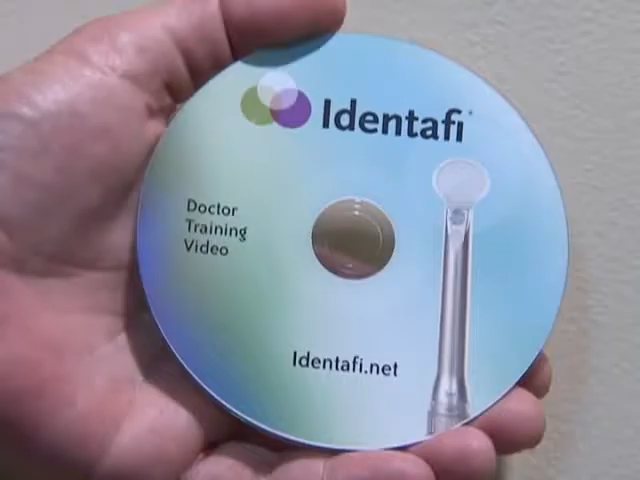 Identafi
Doctor
Training
Video
Identafi.net